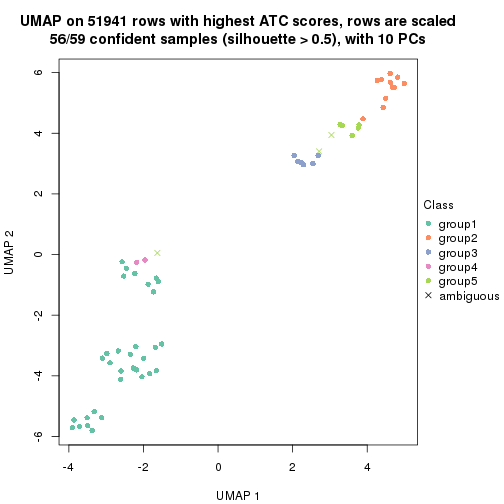 UMAP on 51941 rows with highest ATC scores, rows are scaled
56/59 confident samples (silhouette > 0.5), with 10 PCs
6
4
2
0
-2
-4
-6
UMAP 2
-4
-2
0
2
4
UMAP 1
Class
group1
group2
group3
group4
group5
ambiguous